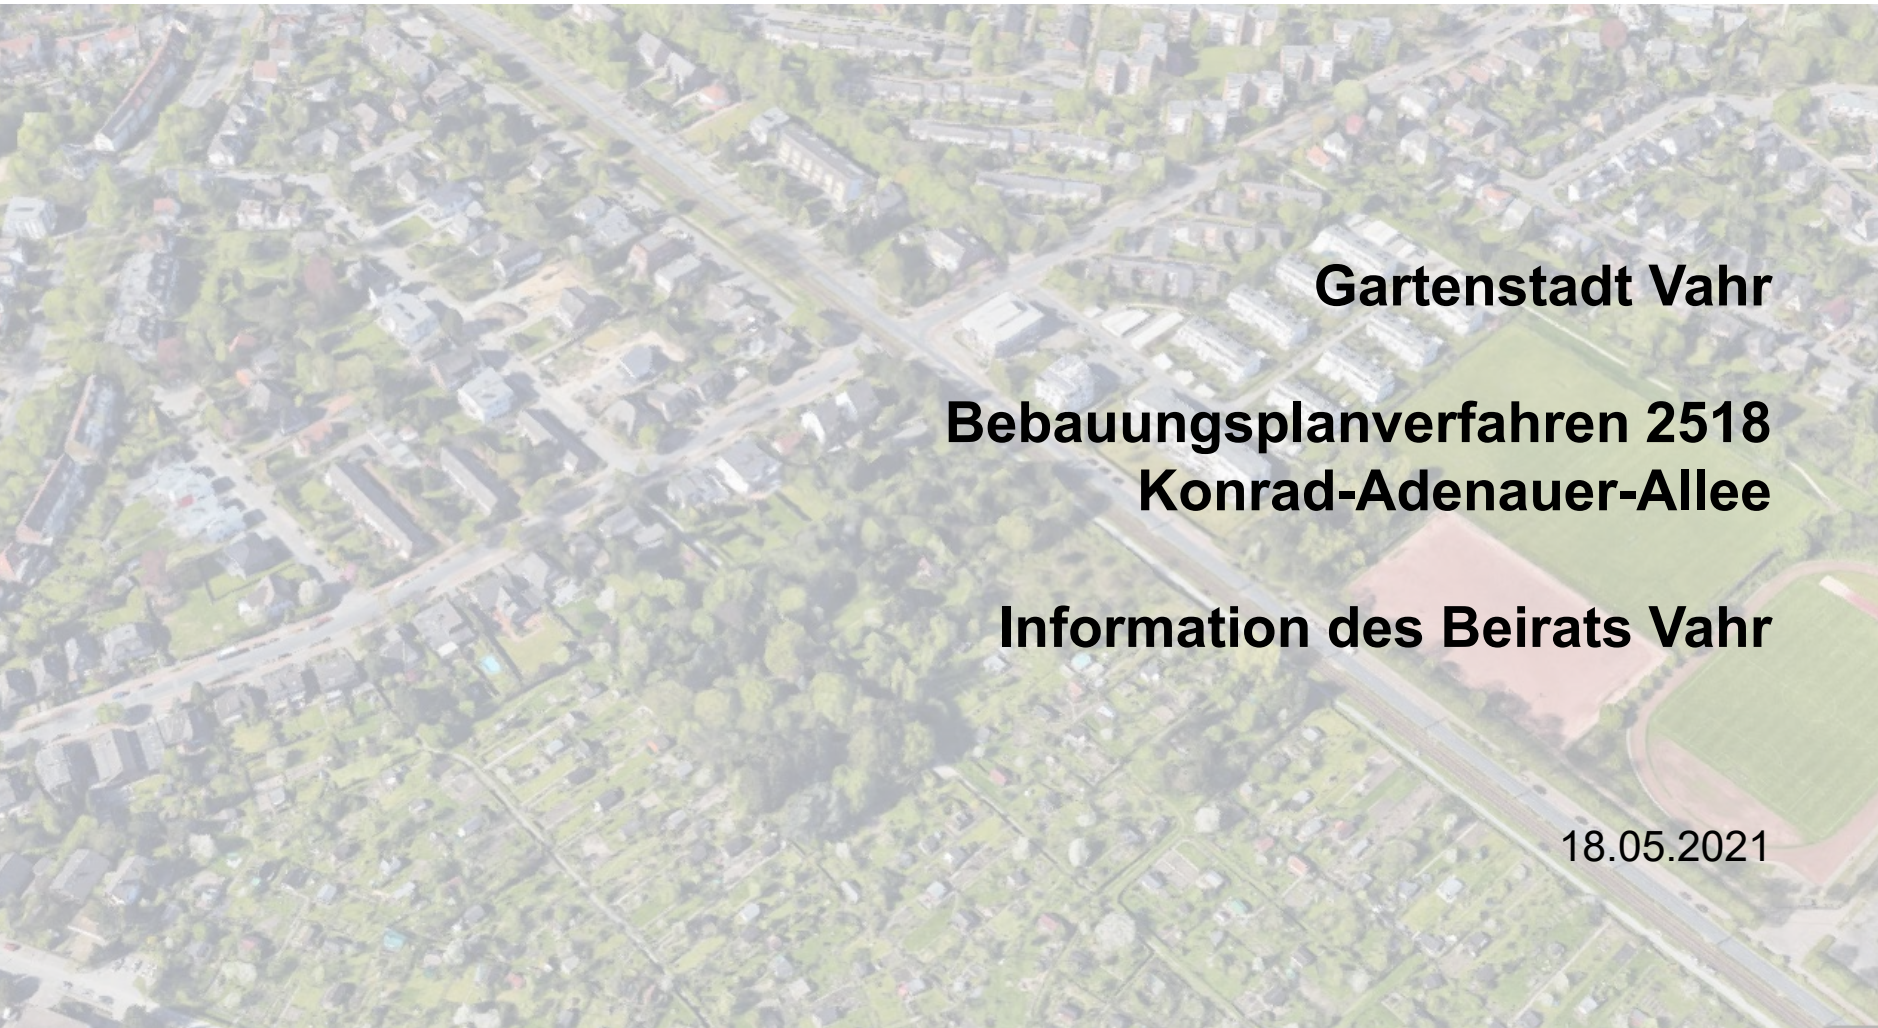 Gartenstadt Vahr
Bebauungsplanverfahren 2518
Konrad-Adenauer-Allee
Information des Beirats Vahr
18.05.2021